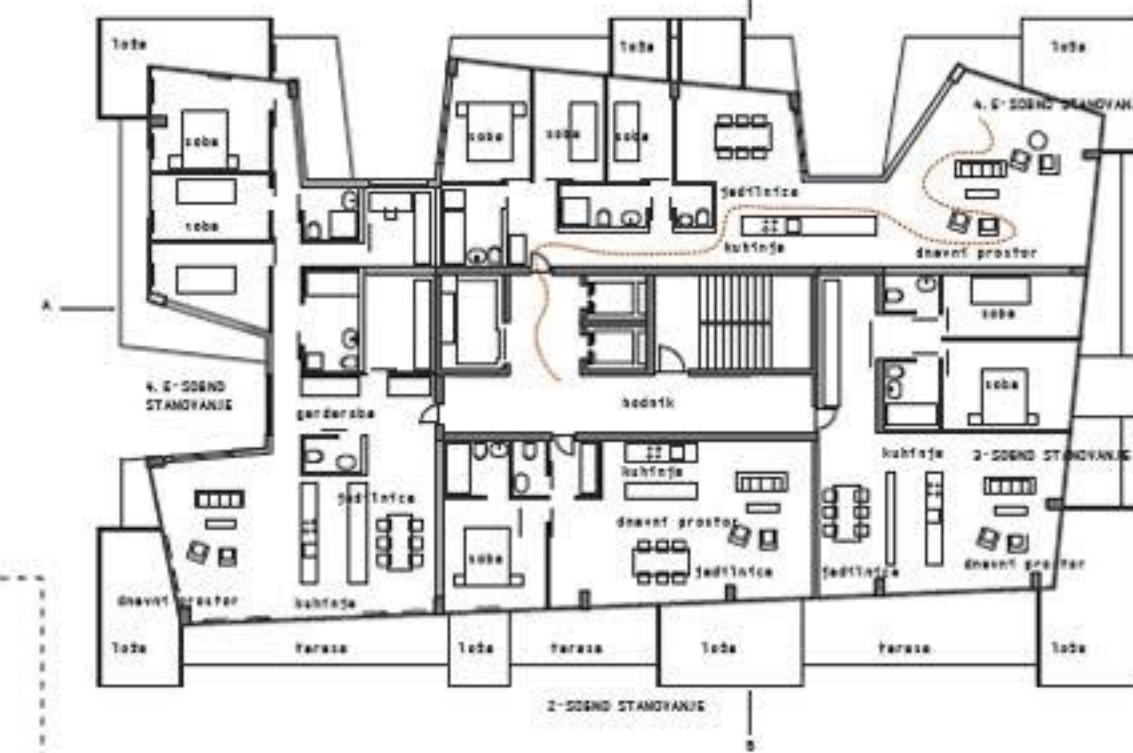 loža
loža
loža
4.E-SOBNO STANOVAN
soba
soba
soba
soba
jedilnica
soba
kuhinja
dnevni prostor
A
soba
4.E-SOBNO
STANOVANJE
garderoba
hodnik
soba
kuhinja
kuhinja
3-SOBNO STANOVANJE
jedilnica
dnevni prostor
soba
jedilnica
jedilnica
dnevni prostor
dnevni prostor
kuhinja
loža
terasa
loža
terasa
loža
terasa
loža
2-SOBNO STANOVANJE
B